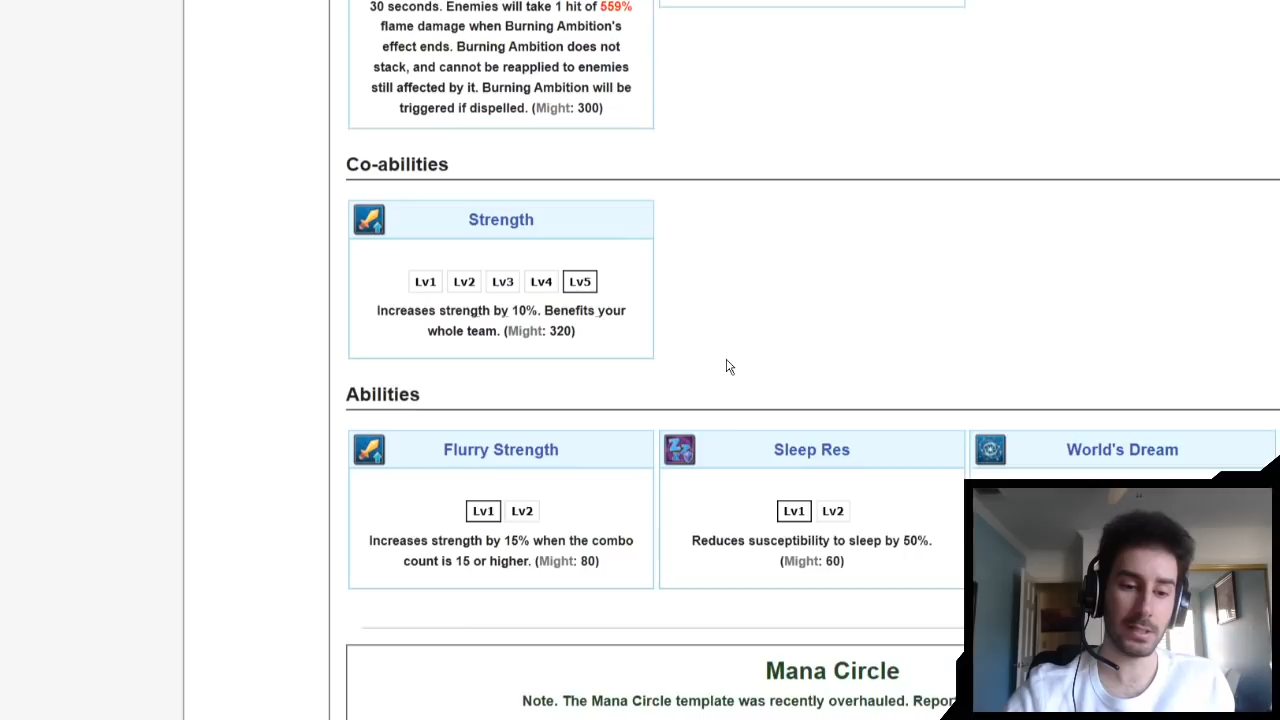 30 seconds. Enemies will take 1 hit of 559%
flame damage when Burning Ambition's
effect ends. Burning Ambition does not
stack, and cannot be reapplied to enemies
still affected by it. Burning Ambition will be
triggered if dispelled. (Might: 300)
Co-abilities
Strength
Lv1 Lv2 Lv3 Lv4 Lv5
Increases strength by 10%. Benefits your
whole team. (Might: 320)
Abilities
Flurry Strength
Lv1 Lv2
Increases strength by 15% when the combo
count is 15 or higher. (Might: 80)
Sleep Res
Lv1 Lv2
Reduces susceptibility to sleep by 50%.
(Might: 60)
World's Dream
Mana Circle
Note. The Mana Circle template was recently overhauled. Repor